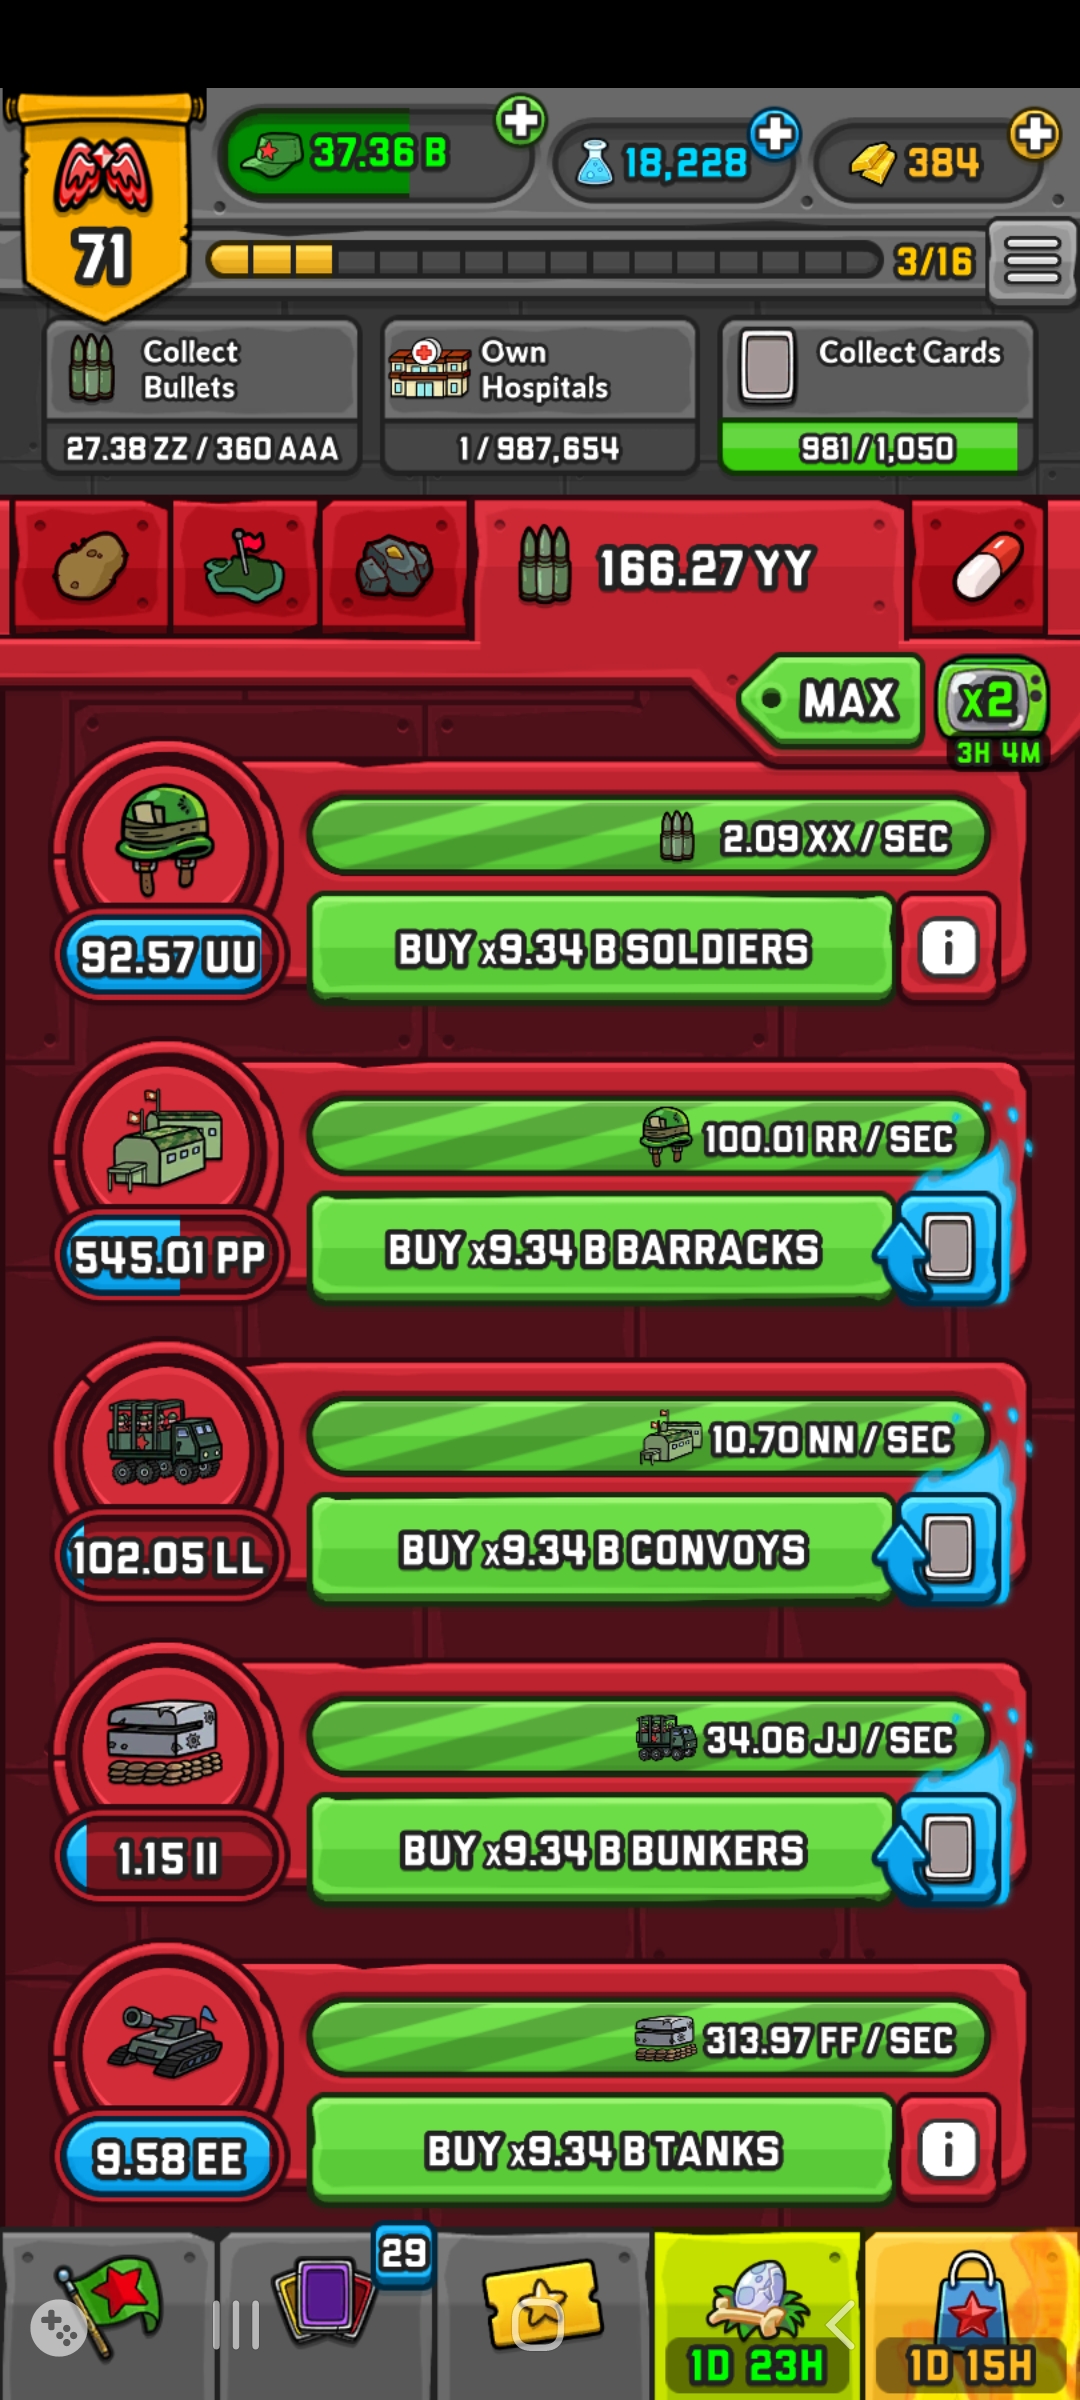 37.36 B
18,228
384
71
3/16
Collect Bullets
27.38 ZZ / 360 AAA
Own Hospitals
1 / 987,654
Collect Cards
981 / 1,050
166.27 YY
MAX
x2
3H 4M
2.09 XX / SEC
92.57 UU
BUY x9.34 B SOLDIERS
i
100.01 RR / SEC
545.01 PP
BUY x9.34 B BARRACKS
10.70 NN / SEC
102.05 LL
BUY x9.34 B CONVOYS
34.06 JJ / SEC
1.15 II
BUY x9.34 B BUNKERS
313.97 FF / SEC
9.58 EE
BUY x9.34 B TANKS
i
29
1D 23H
1D 15H